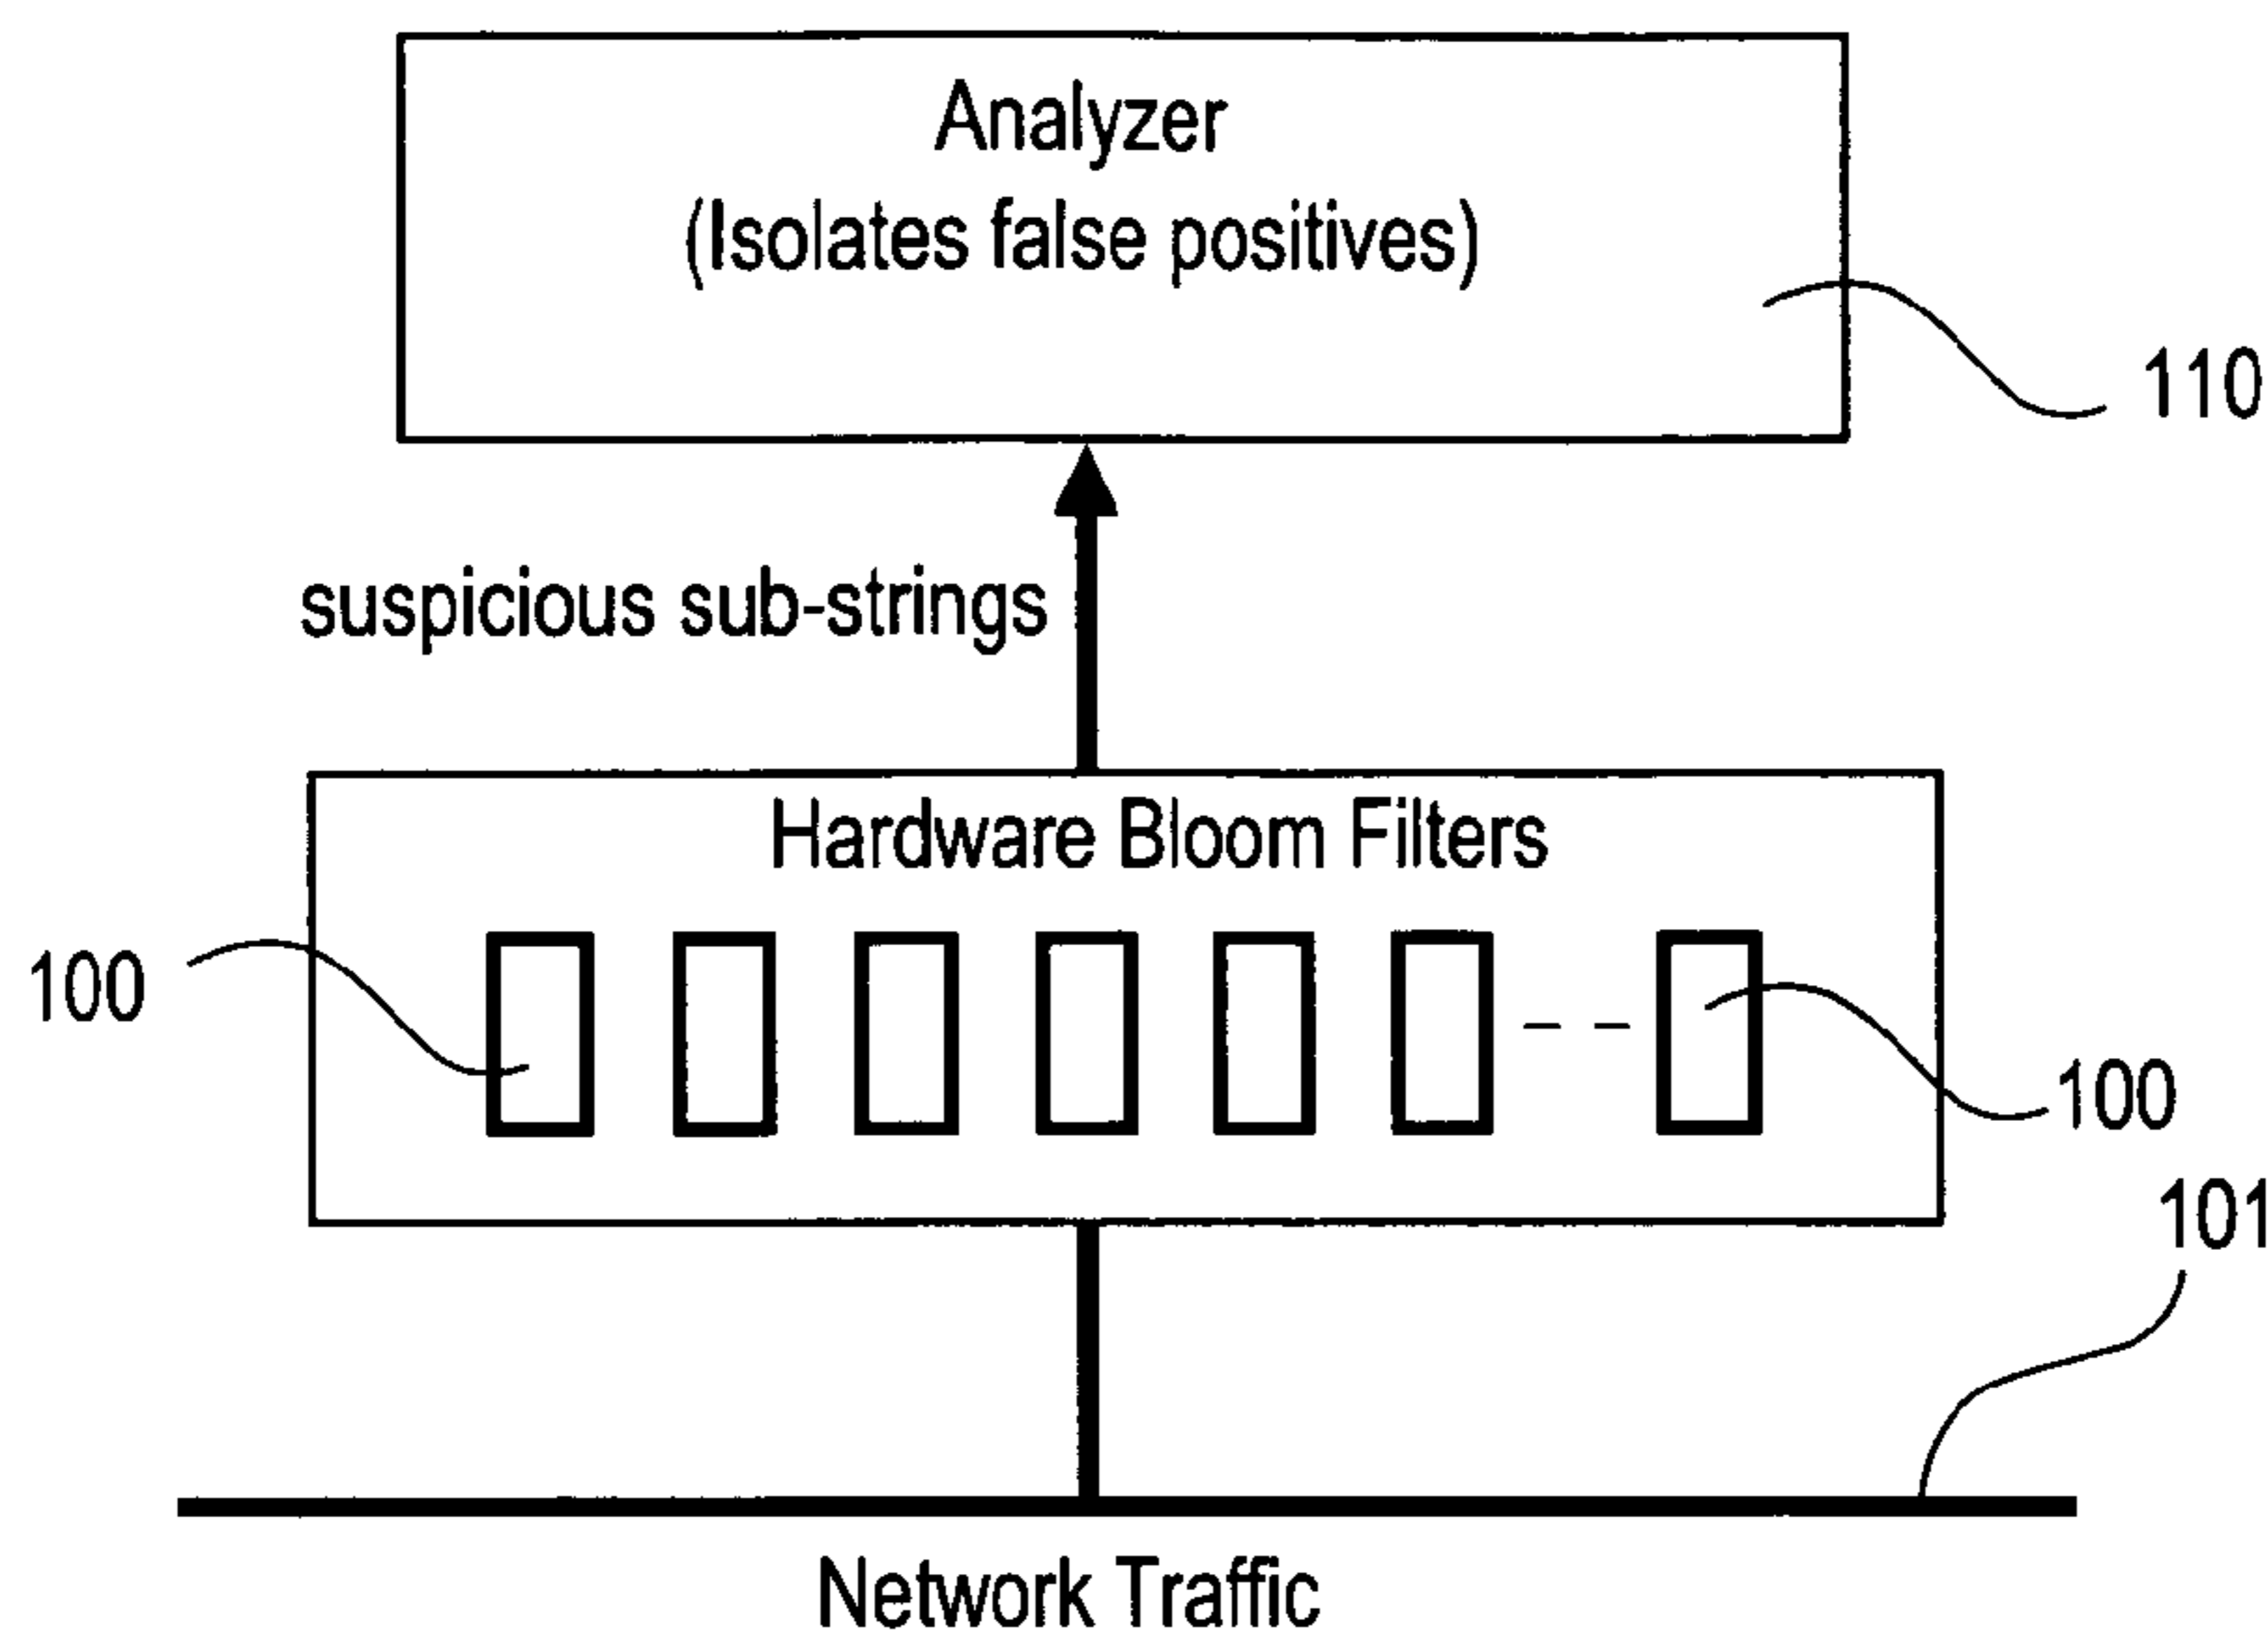 Analyzer
(Isolates false positives)
110
suspicious sub-strings
Hardware Bloom Filters
100
100
101
Network Traffic